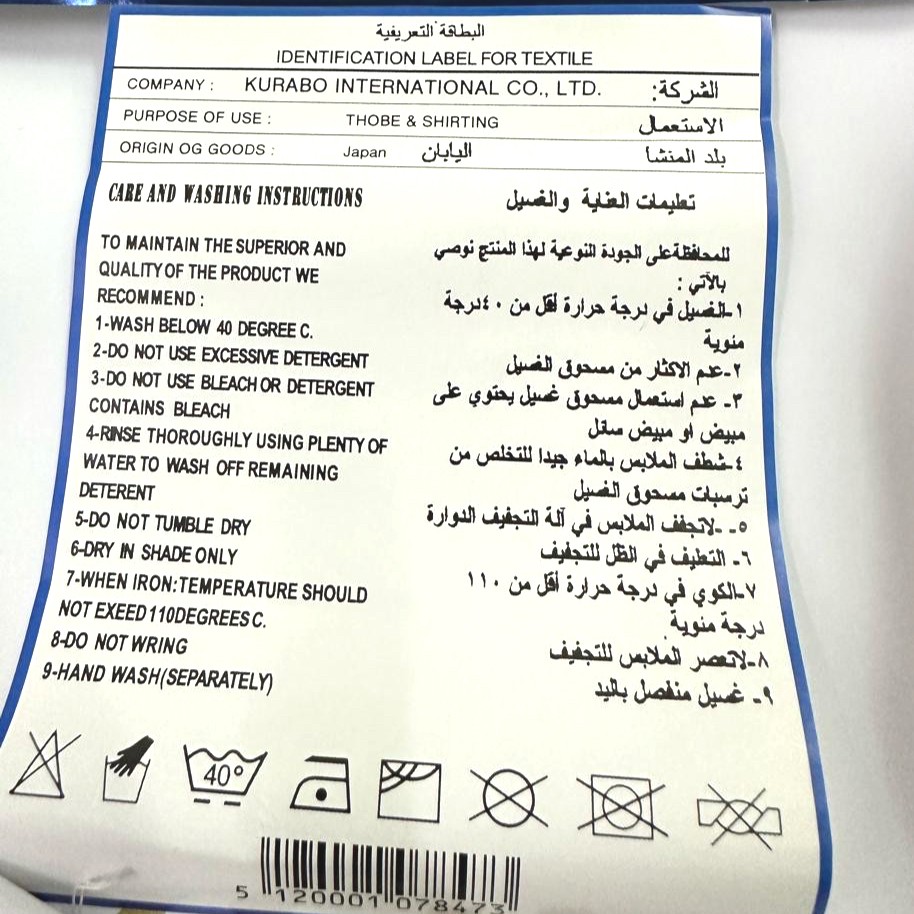 البطاقة التعريفية
IDENTIFICATION LABEL FOR TEXTILE
COMPANY : KURABO INTERNATIONAL CO., LTD. الشركة:
PURPOSE OF USE : THOBE & SHIRTING الاستعمال
ORIGIN OG GOODS : Japan اليابان بلد المنشا
CARE AND WASHING INSTRUCTIONS
TO MAINTAIN THE SUPERIOR AND
QUALITY OF THE PRODUCT WE
RECOMMEND :
1-WASH BELOW 40 DEGREE C.
2-DO NOT USE EXCESSIVE DETERGENT
3-DO NOT USE BLEACH OR DETERGENT
CONTAINS BLEACH
4-RINSE THOROUGHLY USING PLENTY OF
WATER TO WASH OFF REMAINING
DETERENT
5-DO NOT TUMBLE DRY
6-DRY IN SHADE ONLY
7-WHEN IRON:TEMPERATURE SHOULD
NOT EXEED 110DEGREES C.
8-DO NOT WRING
9-HAND WASH(SEPARATELY)
تعليمات العناية والغسيل
للمحافظة على الجودة النوعية لهذا المنتج نوصي
بالآتي :
١-الغسيل في درجة حرارة أقل من ٤٠درجة
منوية
٢-عدم الاكثار من مسحوق الغسيل
٣- عدم استعمال مسحوق غسيل يحتوي على
مبيض او مبيض سائل
٤-شطف الملابس بالماء جيدا للتخلص من
ترسبات مسحوق الغسيل
٥- -لاتجفف الملابس في آلة التجفيف الدوارة
٦- التطيف في الظل للتجفيف
٧-الكوي في درجة حرارة أقل من ١١٠
درجة منوية
٨-لاتعصر الملابس للتجفيف
٩- غسيل منفصل باليد
40°
5 120001 078473